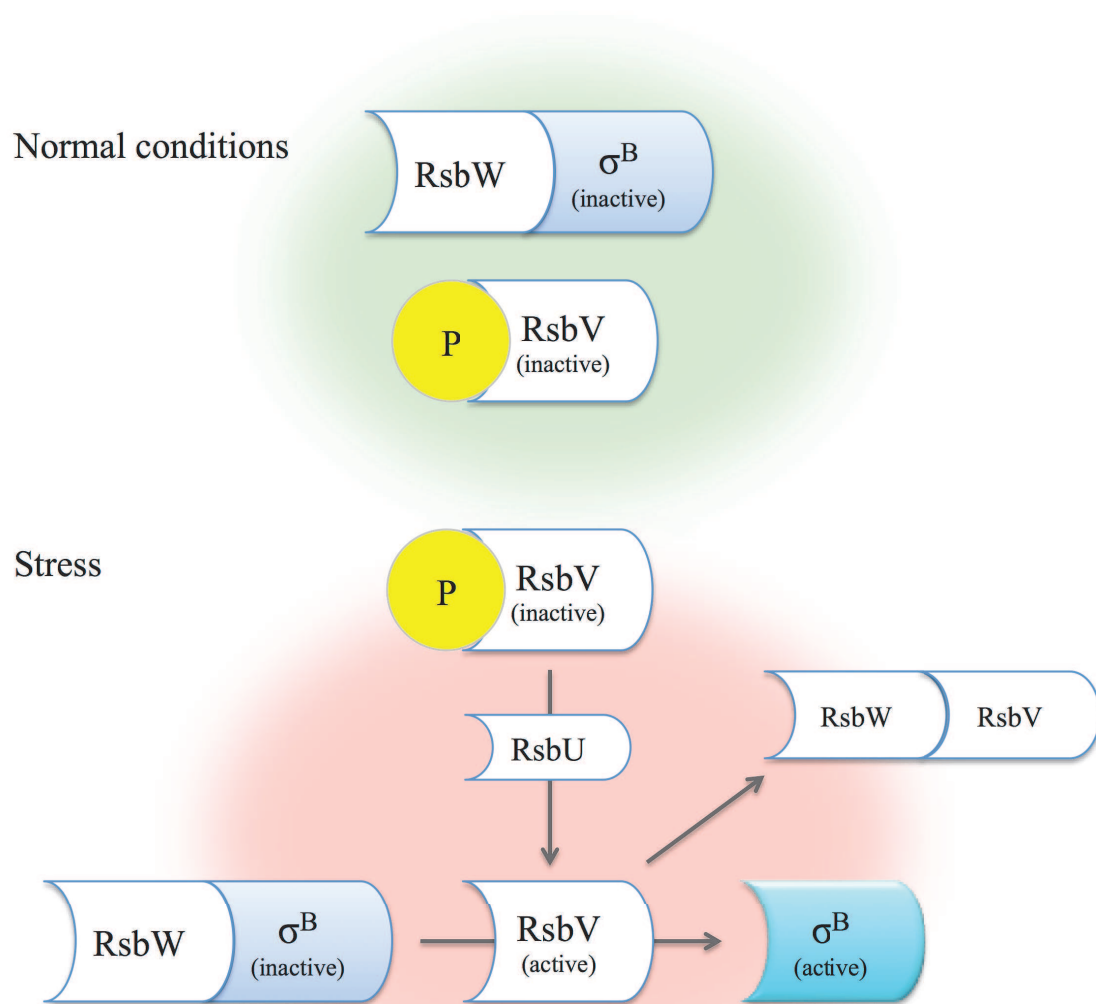 Normal conditions
RsbW
σᴮ
(inactive)
P
RsbV
(inactive)
Stress
P
RsbV
(inactive)
RsbU
RsbW
RsbV
RsbW
σᴮ
(inactive)
RsbV
(active)
σᴮ
(active)